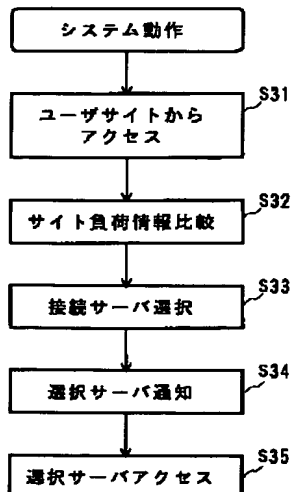 システム動作
S31
ユーザサイトから
アクセス
S32
サイト負荷情報比較
S33
接続サーバ選択
S34
選択サーバ通知
S35
選択サーバアクセス